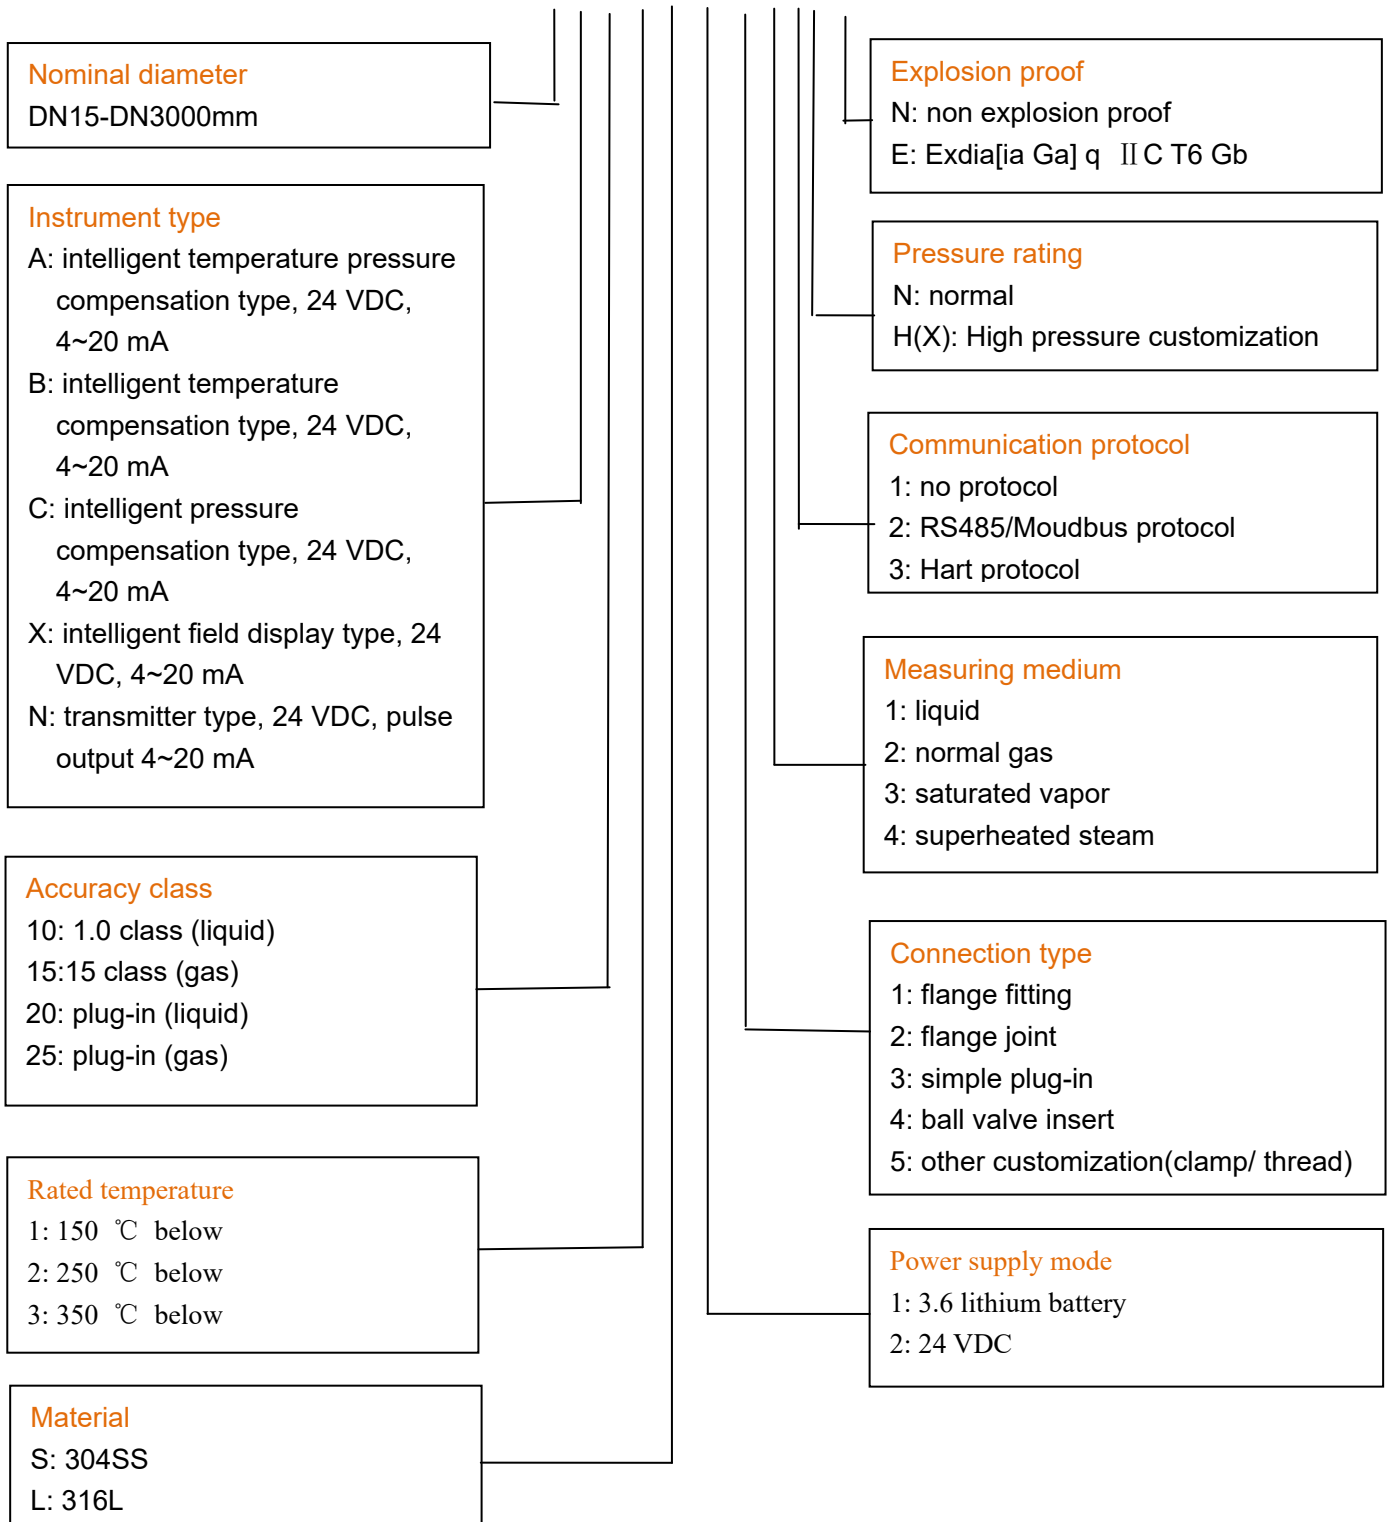 Nominal diameter
DN15-DN3000mm
Instrument type
A: intelligent temperature pressure
compensation type, 24 VDC,
4~20 mA
B: intelligent temperature
compensation type, 24 VDC,
4~20 mA
C: intelligent pressure
compensation type, 24 VDC,
4~20 mA
X: intelligent field display type, 24
VDC, 4~20 mA
N: transmitter type, 24 VDC, pulse
output 4~20 mA
Accuracy class
10: 1.0 class (liquid)
15:15 class (gas)
20: plug-in (liquid)
25: plug-in (gas)
Rated temperature
1: 150 ℃ below
2: 250 ℃ below
3: 350 ℃ below
Material
S: 304SS
L: 316L
Explosion proof
N: non explosion proof
E: Exdia[ia Ga] q ⅡC T6 Gb
Pressure rating
N: normal
H(X): High pressure customization
Communication protocol
1: no protocol
2: RS485/Moudbus protocol
3: Hart protocol
Measuring medium
1: liquid
2: normal gas
3: saturated vapor
4: superheated steam
Connection type
1: flange fitting
2: flange joint
3: simple plug-in
4: ball valve insert
5: other customization(clamp/ thread)
Power supply mode
1: 3.6 lithium battery
2: 24 VDC